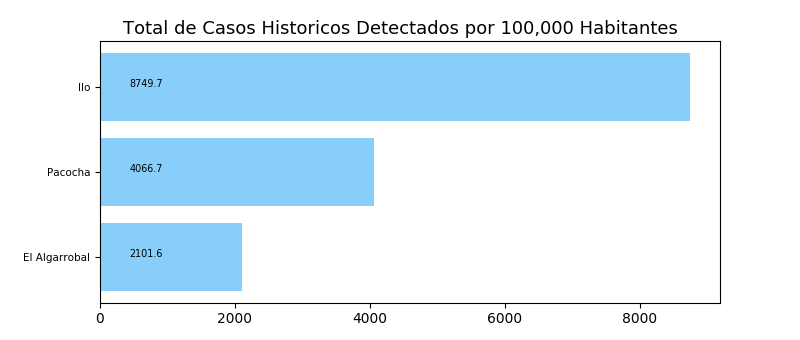 Total de Casos Historicos Detectados por 100,000 Habitantes
Ilo
8749.7
Pacocha
4066.7
El Algarrobal
2101.6
0 2000 4000 6000 8000